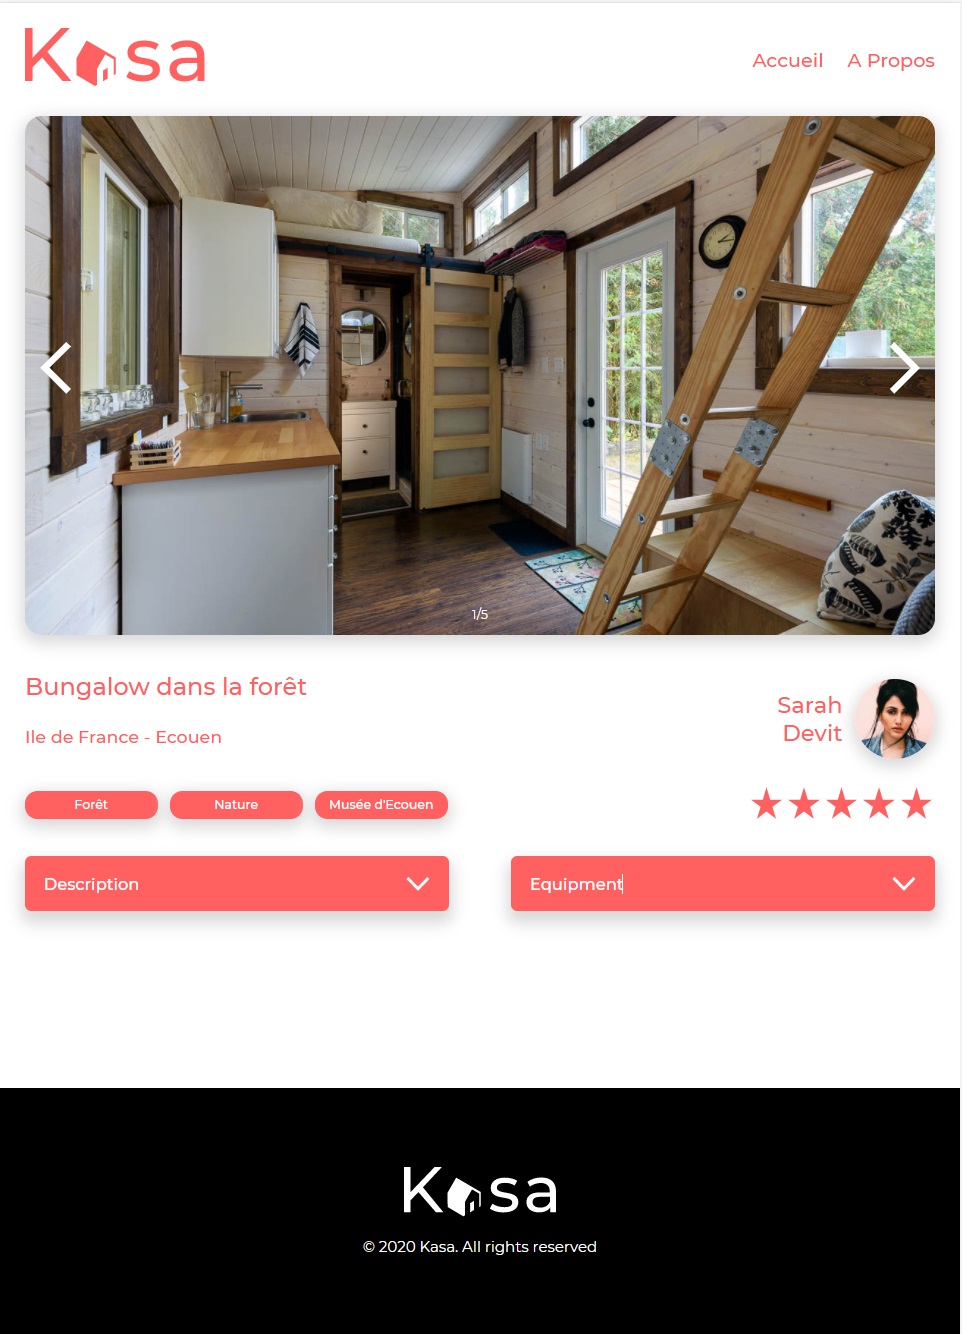 Kasa
Accueil A Propos
1/5
Bungalow dans la forêt
Sarah
Devit
Ile de France - Ecouen
Forêt Nature Musée d'Ecouen
Description Equipment
Kasa
© 2020 Kasa. All rights reserved